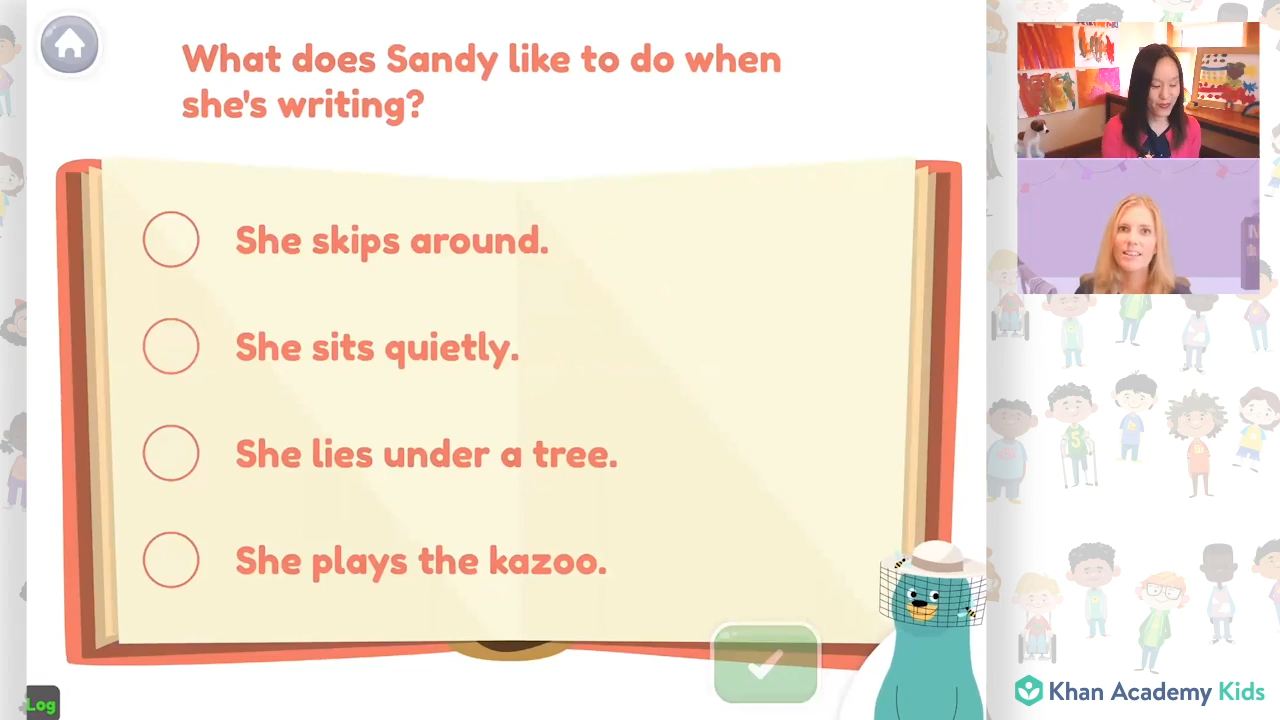 What does Sandy like to do when
she's writing?
She skips around.
She sits quietly.
She lies under a tree.
She plays the kazoo.
Log
Khan Academy Kids